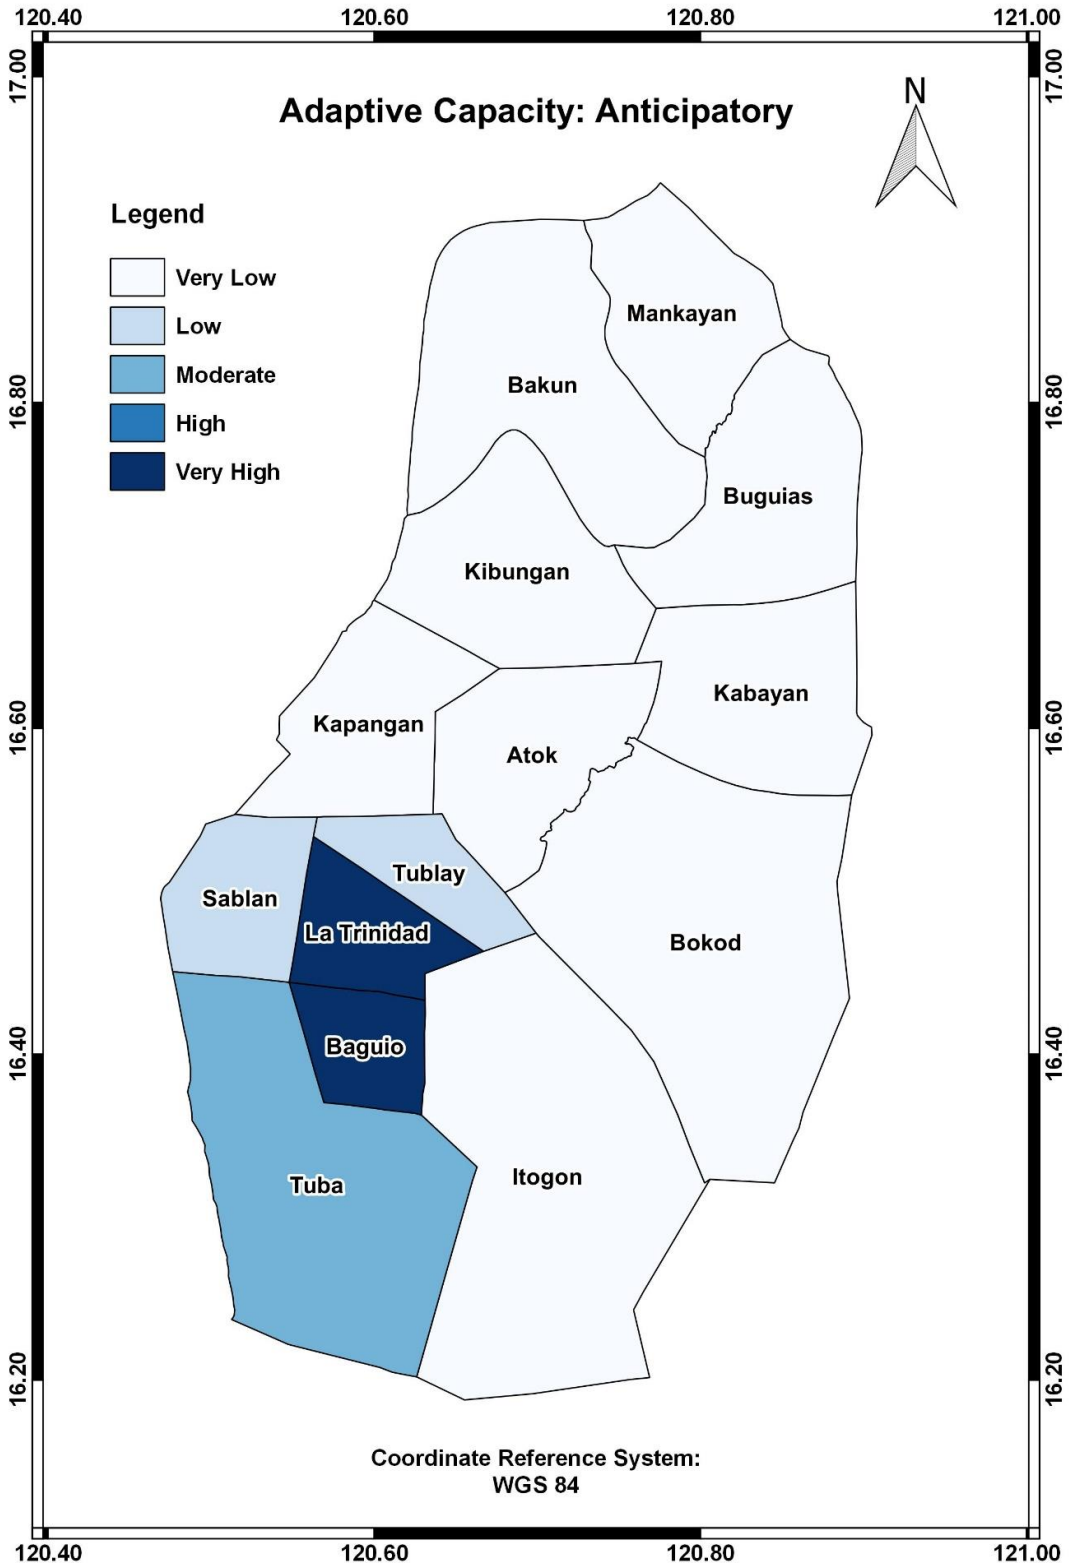 120.40 120.60 120.80 121.00
17.00 17.00
N
Adaptive Capacity: Anticipatory
Legend
Very Low
Low
Moderate
High
Very High
Mankayan
Bakun
16.80 16.80
Buguias
Kibungan
Kabayan
Kapangan
16.60 16.60
Atok
Tublay
Sablan
La Trinidad
Bokod
Baguio
16.40 16.40
Itogon
Tuba
16.20 16.20
Coordinate Reference System:
WGS 84
120.40 120.60 120.80 121.00